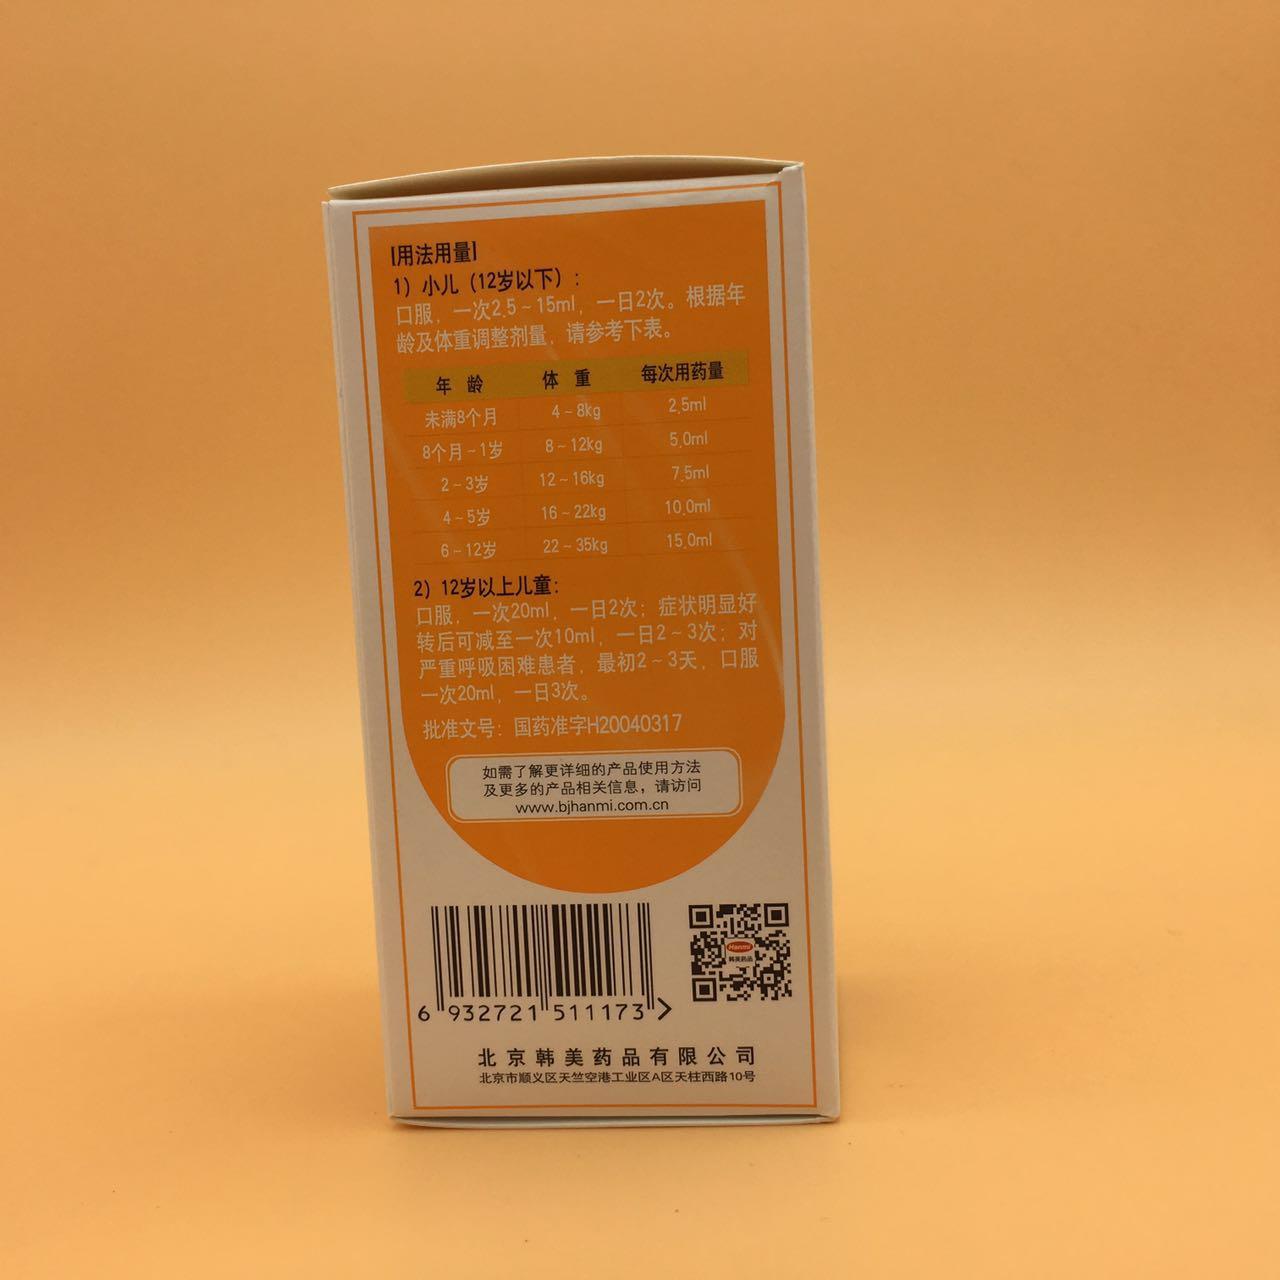 [用法用量]
1) 小儿（12岁以下）:
口服，一次2.5~15ml，一日2次。根据年
龄及体重调整剂量，请参考下表。
年 龄 体 重 每次用药量
未满8个月 4~8kg 2.5ml
8个月~1岁 8~12kg 5.0ml
2~3岁 12~16kg 7.5ml
4~5岁 16~22kg 10.0ml
6~12岁 22~35kg 15.0ml
2) 12岁以上儿童:
口服，一次20ml，一日2次；症状明显好
转后可减至一次10ml，一日2~3次；对
严重呼吸困难患者，最初2~3天，口服
一次20ml，一日3次。
批准文号：国药准字H20040317
如需了解更详细的产品使用方法
及更多的产品相关信息，请访问
www.bjhanmi.com.cn
Hanmi
韩美药品
6 932721 511173 >
北京韩美药品有限公司
北京市顺义区天竺空港工业区A区天柱西路10号